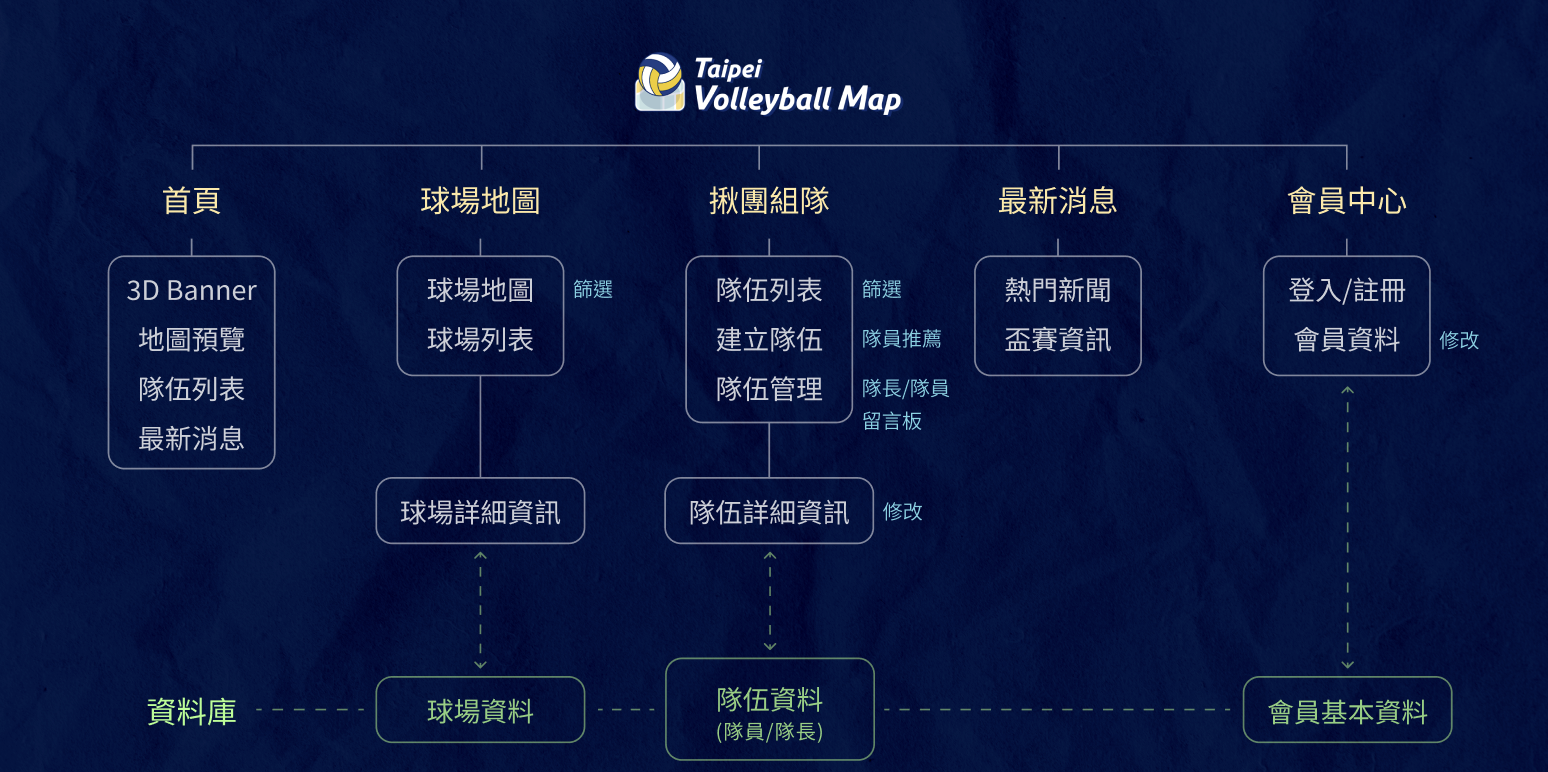 Taipei
Volleyball Map
首頁
球場地圖
揪團組隊
最新消息
會員中心
3D Banner
地圖預覽
隊伍列表
最新消息
球場地圖
篩選
球場列表
隊伍列表
篩選
建立隊伍
隊員推薦
隊伍管理
隊長/隊員
留言板
熱門新聞
盃賽資訊
登入/註冊
會員資料
修改
球場詳細資訊
隊伍詳細資訊
修改
資料庫
球場資料
隊伍資料
(隊員/隊長)
會員基本資料